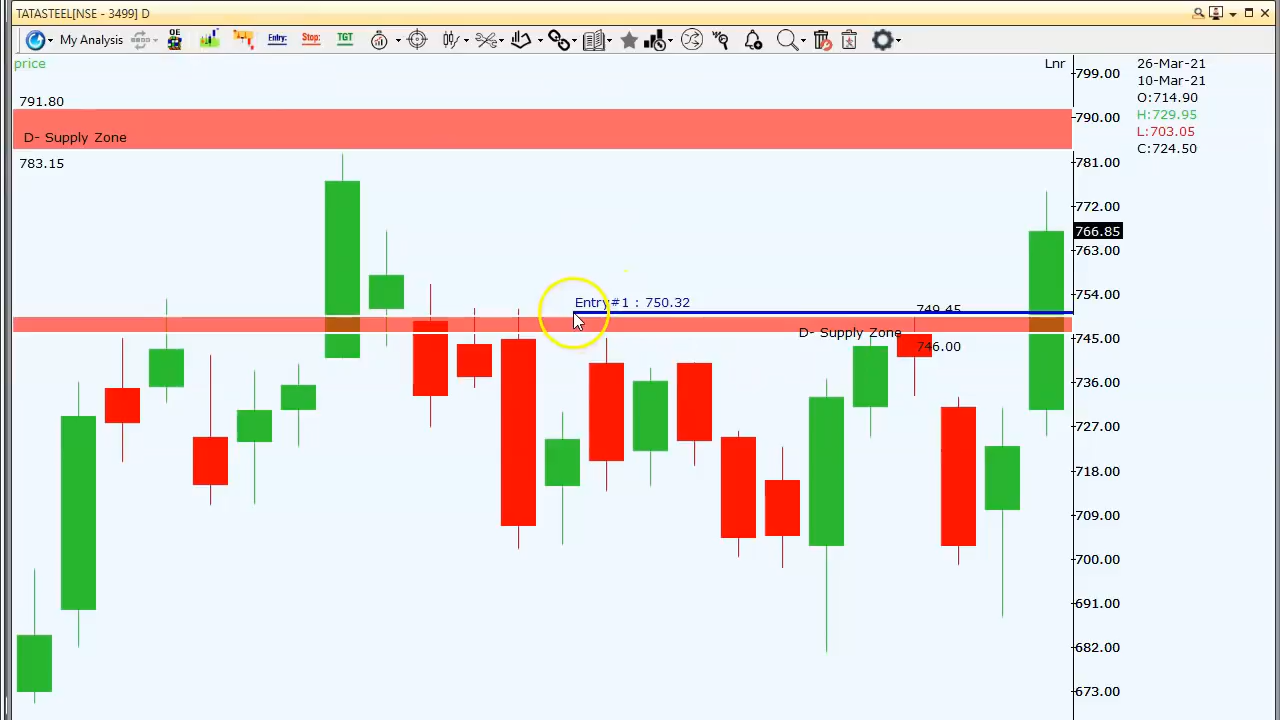 TATASTEEL[NSE - 3499] D
My Analysis
OE
Entry:
Stop:
TGT
price
Lnr
26-Mar-21
10-Mar-21
O:714.90
H:729.95
L:703.05
C:724.50
799.00
791.80
790.00
D- Supply Zone
783.15
781.00
772.00
766.85
763.00
754.00
Entry#1 : 750.32
749.45
D- Supply Zone
746.00
745.00
736.00
727.00
718.00
709.00
700.00
691.00
682.00
673.00